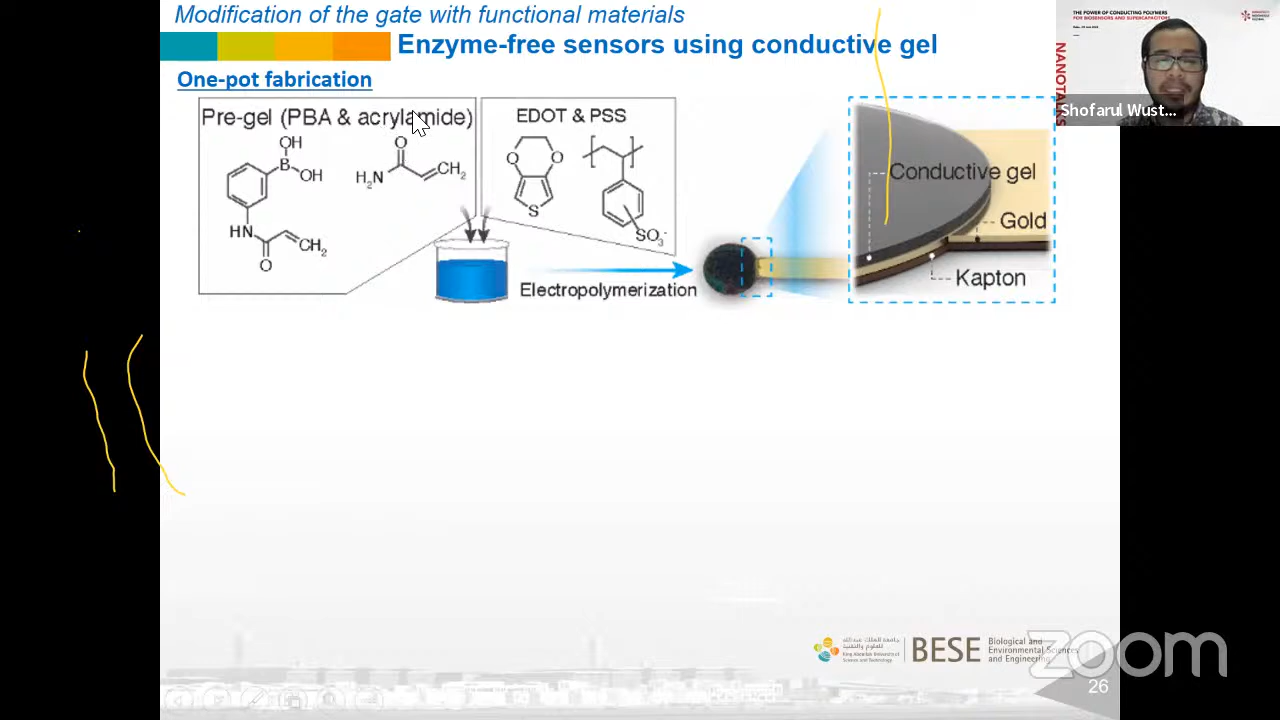 Modification of the gate with functional materials
Enzyme-free sensors using conductive gel
One-pot fabrication
Pre-gel (PBA & acrylamide)
OH
B
OH
HN
O
CH2
O
H2N
CH2
EDOT & PSS
O
O
S
SO3-
Electropolymerization
Conductive gel
Gold
Kapton
THE POWER OF CONDUCTING POLYMERS
FOR BIOSENSORS AND SUPERCAPACITORS
NANOTALKS
Shofarul Wust...
King Abdullah University of
Science and Technology
BESE
Biological and
Environmental Sciences
and Engineering
zoom
26